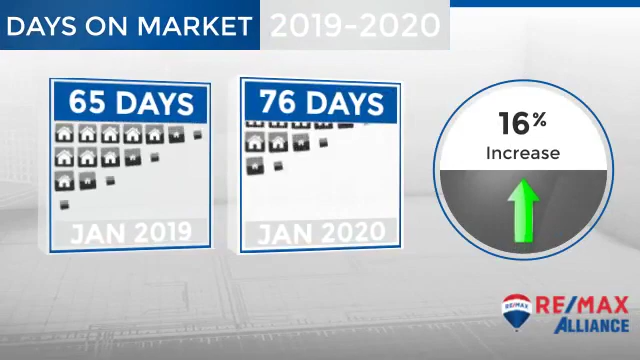 DAYS ON MARKET 2019-2020
65 DAYS
JAN 2019
76 DAYS
JAN 2020
16%
Increase
RE/MAX
RE/MAX
ALLIANCE